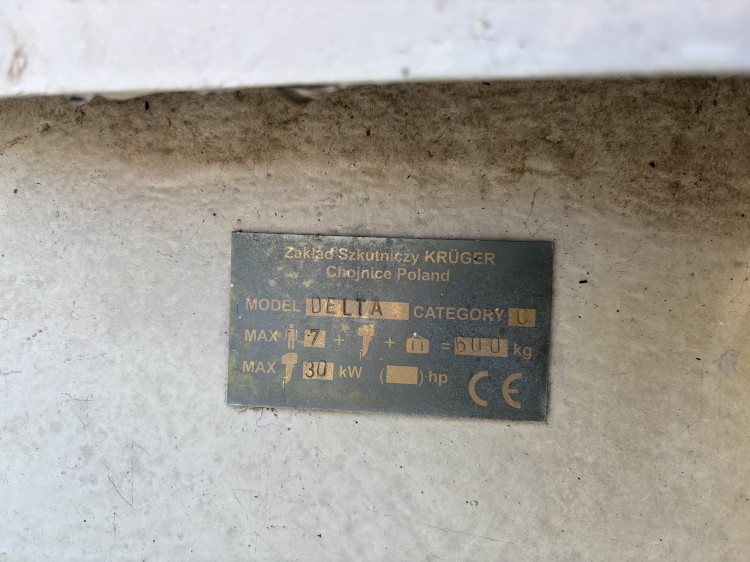 Zakład Szkutniczy KRÜGER
Chojnice Poland
MODEL DELTA CATEGORY C
MAX 7 + + = 600 kg
MAX 30 kW ( ) hp
CE